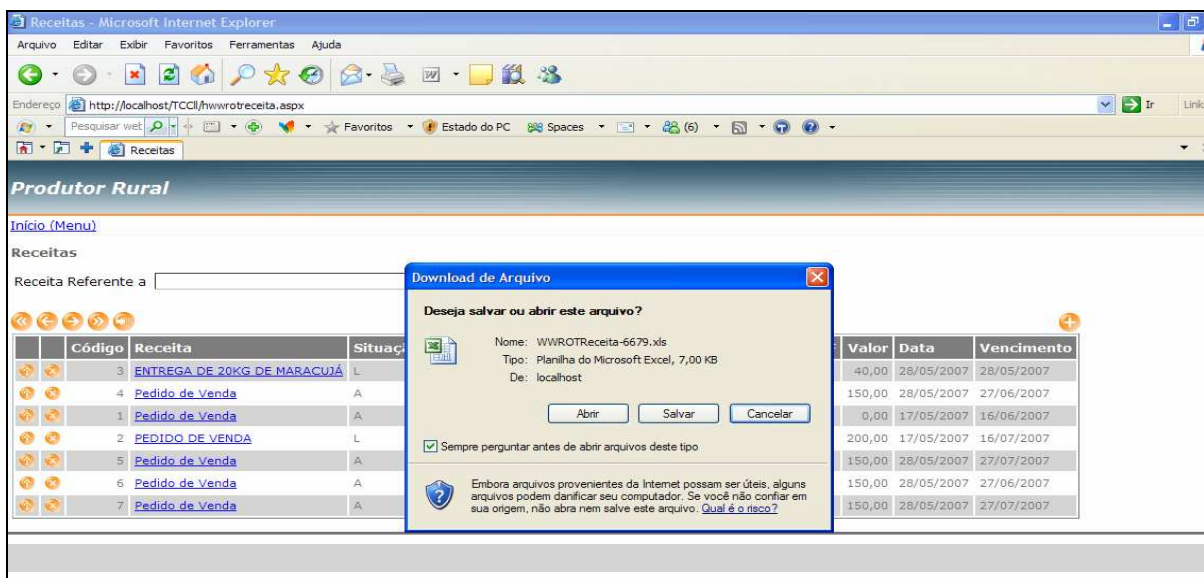 Receitas - Microsoft Internet Explorer
Arquivo Editar Exibir Favoritos Ferramentas Ajuda
Endereço http://localhost/TCCII/hwwrotreceita.aspx Ir Link
Pesquisar wet Favoritos Estado do PC Spaces (6)
Receitas
Produtor Rural
Início (Menu)
Receitas
Receita Referente a
Download de Arquivo
Deseja salvar ou abrir este arquivo?
Nome: WWROTReceita-6679.xls
Tipo: Planilha do Microsoft Excel, 7,00 KB
De: localhost
Abrir Salvar Cancelar
Sempre perguntar antes de abrir arquivos deste tipo
Embora arquivos provenientes da Internet possam ser úteis, alguns
arquivos podem danificar seu computador. Se você não confiar em
sua origem, não abra nem salve este arquivo. Qual é o risco?
Código Receita Situaç Valor Data Vencimento
3 ENTREGA DE 20KG DE MARACUJÁ L 40,00 28/05/2007 28/05/2007
4 Pedido de Venda A 150,00 28/05/2007 27/06/2007
1 Pedido de Venda A 0,00 17/05/2007 16/06/2007
2 PEDIDO DE VENDA L 200,00 17/05/2007 16/07/2007
5 Pedido de Venda A 150,00 28/05/2007 27/07/2007
6 Pedido de Venda A 150,00 28/05/2007 27/06/2007
7 Pedido de Venda A 150,00 28/05/2007 27/07/2007